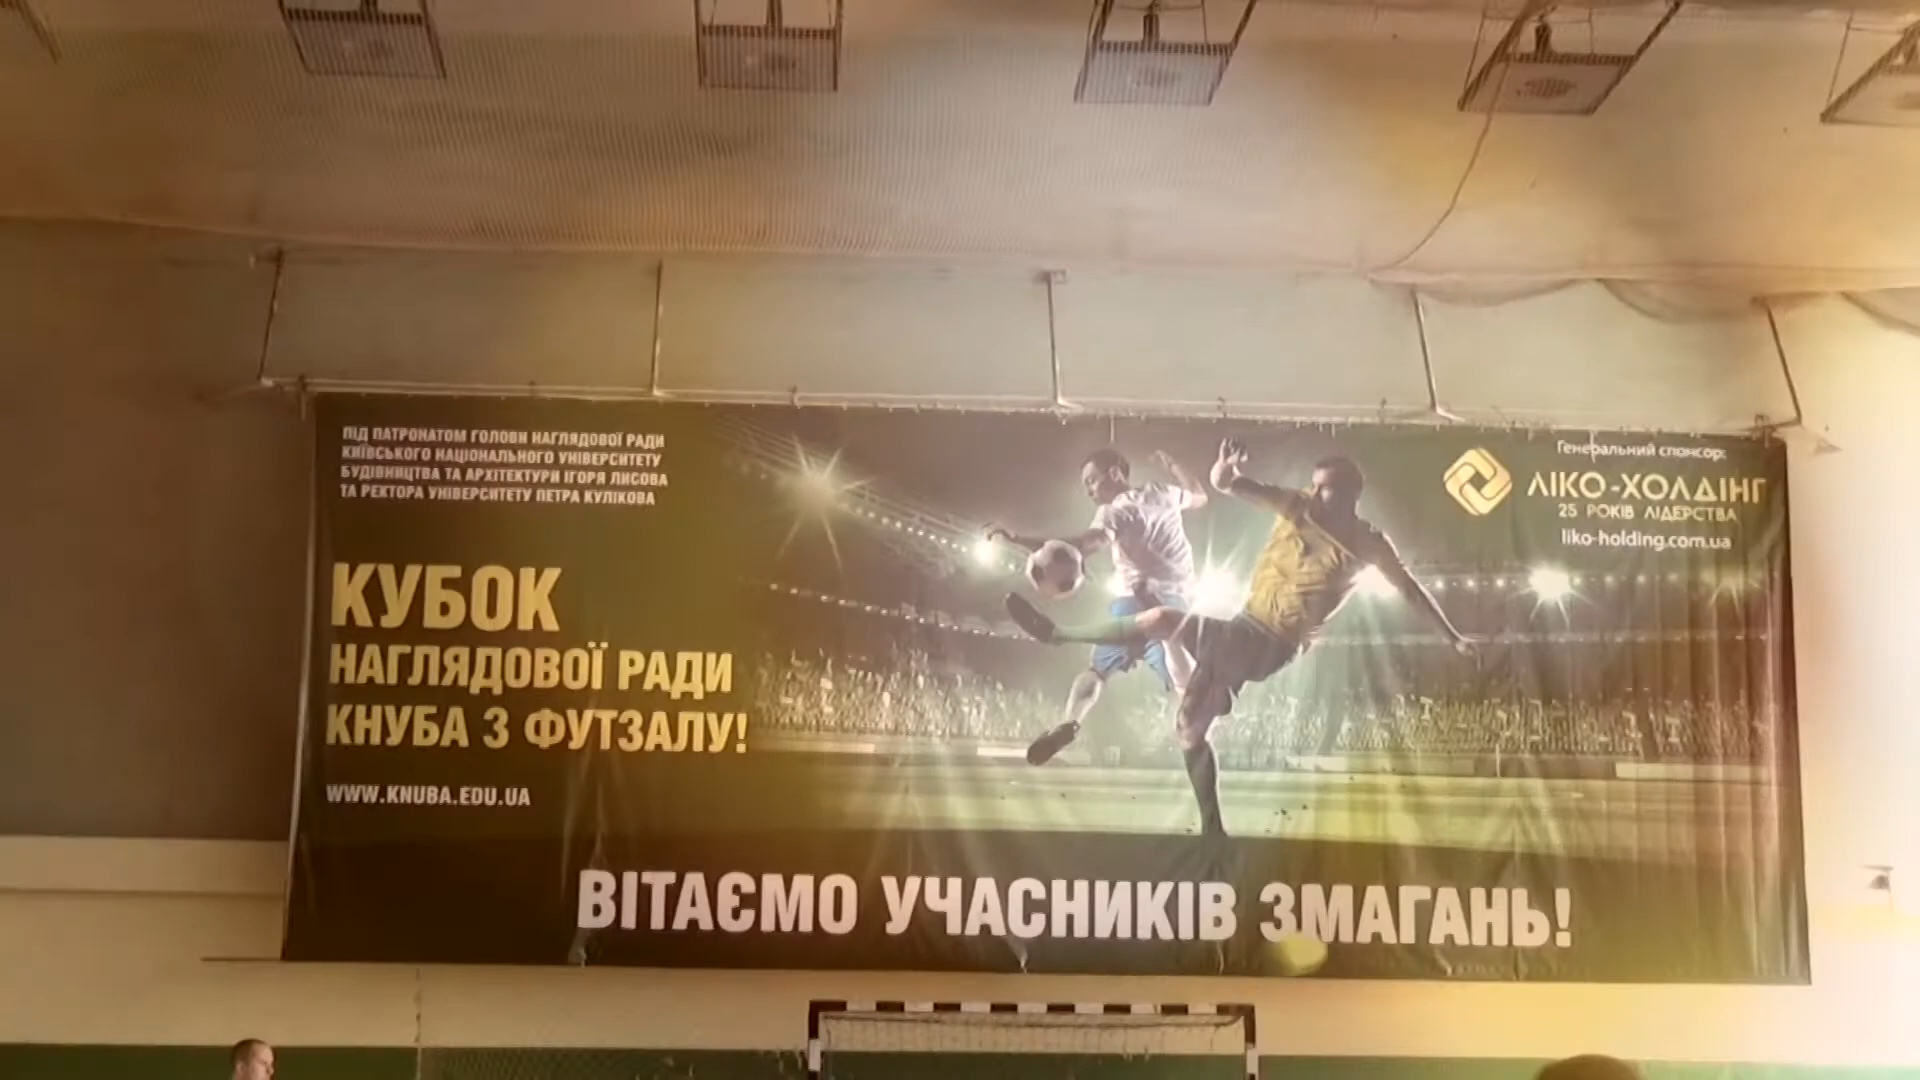 ПІД ПАТРОНАТОМ ГОЛОВИ НАГЛЯДОВОЇ РАДИ
КИЇВСЬКОГО НАЦІОНАЛЬНОГО УНІВЕРСИТЕТУ
БУДІВНИЦТВА ТА АРХІТЕКТУРИ ІГОРЯ ЛИСОВА
ТА РЕКТОРА УНІВЕРСИТЕТУ ПЕТРА КУЛІКОВА
КУБОК
НАГЛЯДОВОЇ РАДИ
КНУБА З ФУТЗАЛУ!
WWW.KNUBA.EDU.UA
Генеральний спонсор:
ЛІКО-ХОЛДІНГ
25 РОКІВ ЛІДЕРСТВА
liko-holding.com.ua
ВІТАЄМО УЧАСНИКІВ ЗМАГАНЬ!